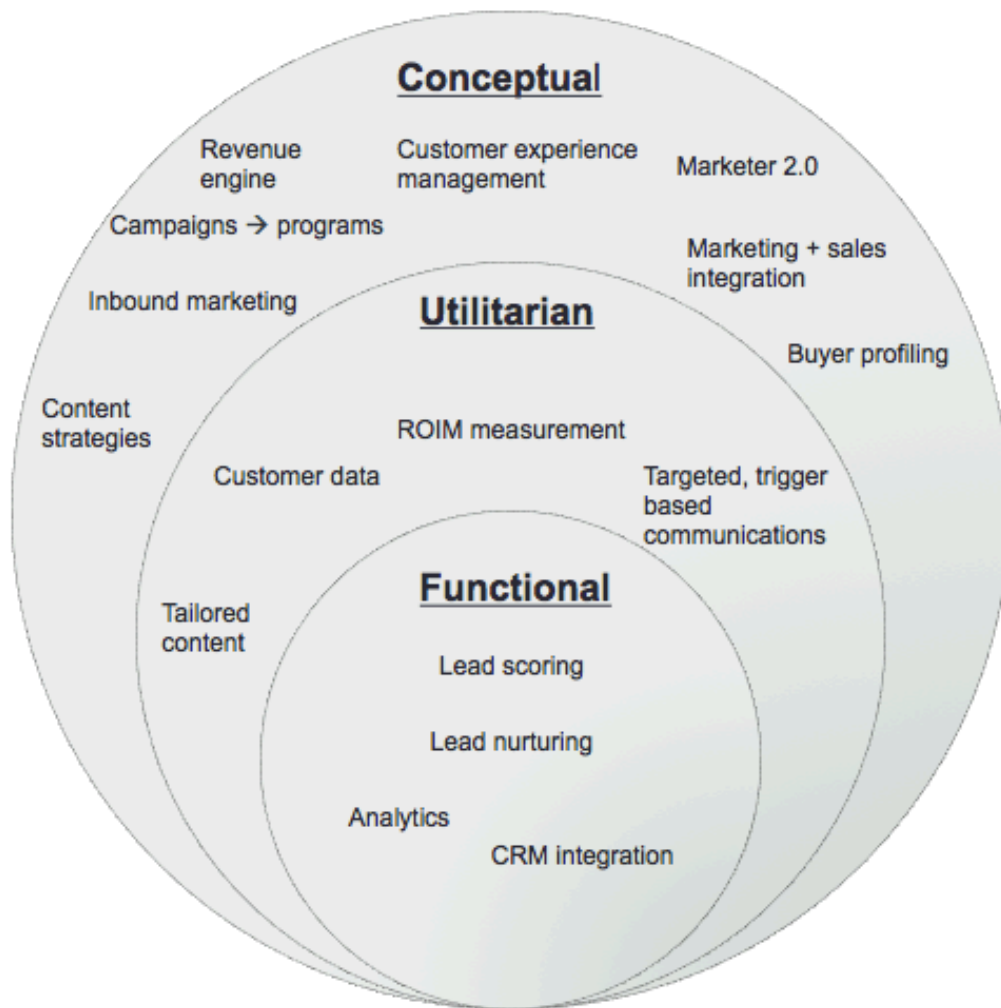 Conceptual
Revenue
engine
Customer experience
management
Marketer 2.0
Campaigns → programs
Marketing + sales
integration
Inbound marketing
Utilitarian
Buyer profiling
Content
strategies
ROIM measurement
Customer data
Targeted, trigger
based
communications
Functional
Tailored
content
Lead scoring
Lead nurturing
Analytics
CRM integration